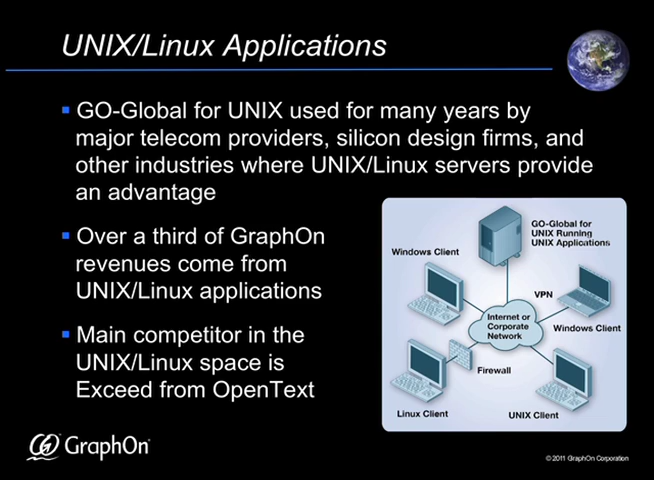 UNIX/Linux Applications
▪ GO-Global for UNIX used for many years by
major telecom providers, silicon design firms, and
other industries where UNIX/Linux servers provide
an advantage
▪ Over a third of GraphOn
revenues come from
UNIX/Linux applications
▪ Main competitor in the
UNIX/Linux space is
Exceed from OpenText
GO-Global for
UNIX Running
UNIX Applications
Windows Client
VPN
Internet or
Corporate
Network
Windows Client
Firewall
Linux Client
UNIX Client
GraphOn
© 2011 GraphOn Corporation